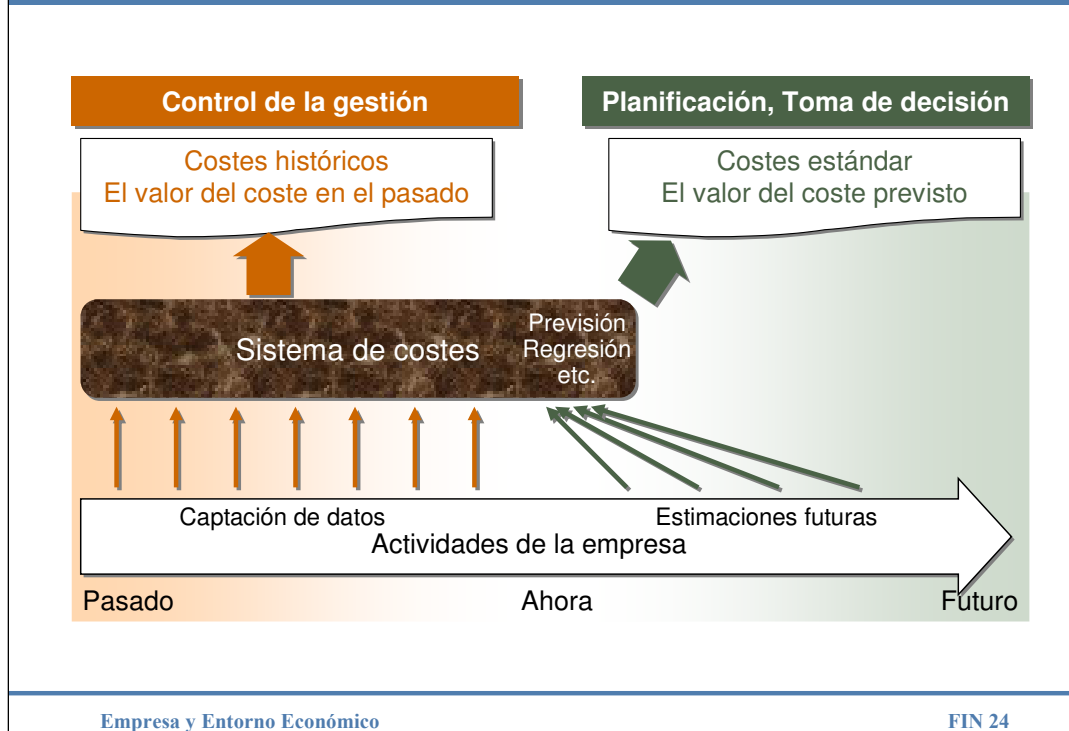 Control de la gestión
Planificación, Toma de decisión
Costes históricos
El valor del coste en el pasado
Costes estándar
El valor del coste previsto
Sistema de costes
Previsión
Regresión
etc.
Captación de datos
Estimaciones futuras
Actividades de la empresa
Pasado
Ahora
Futuro
Empresa y Entorno Económico
FIN 24